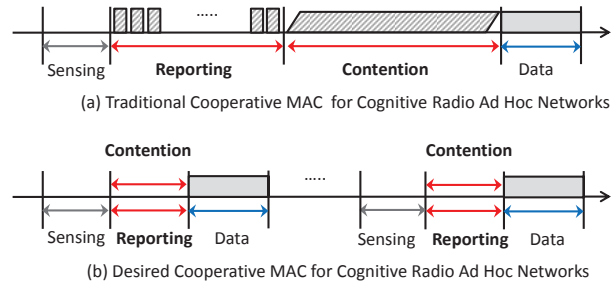 .....
Sensing Reporting Contention Data
(a) Traditional Cooperative MAC for Cognitive Radio Ad Hoc Networks
Contention Contention
.....
Sensing Reporting Data Sensing Reporting Data
(b) Desired Cooperative MAC for Cognitive Radio Ad Hoc Networks